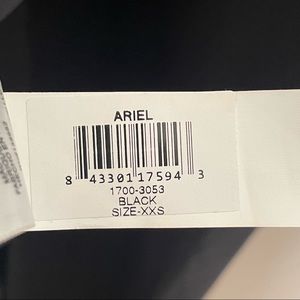 ARIEL
8 43301 17594 3
1700-3053
BLACK
SIZE-XXS